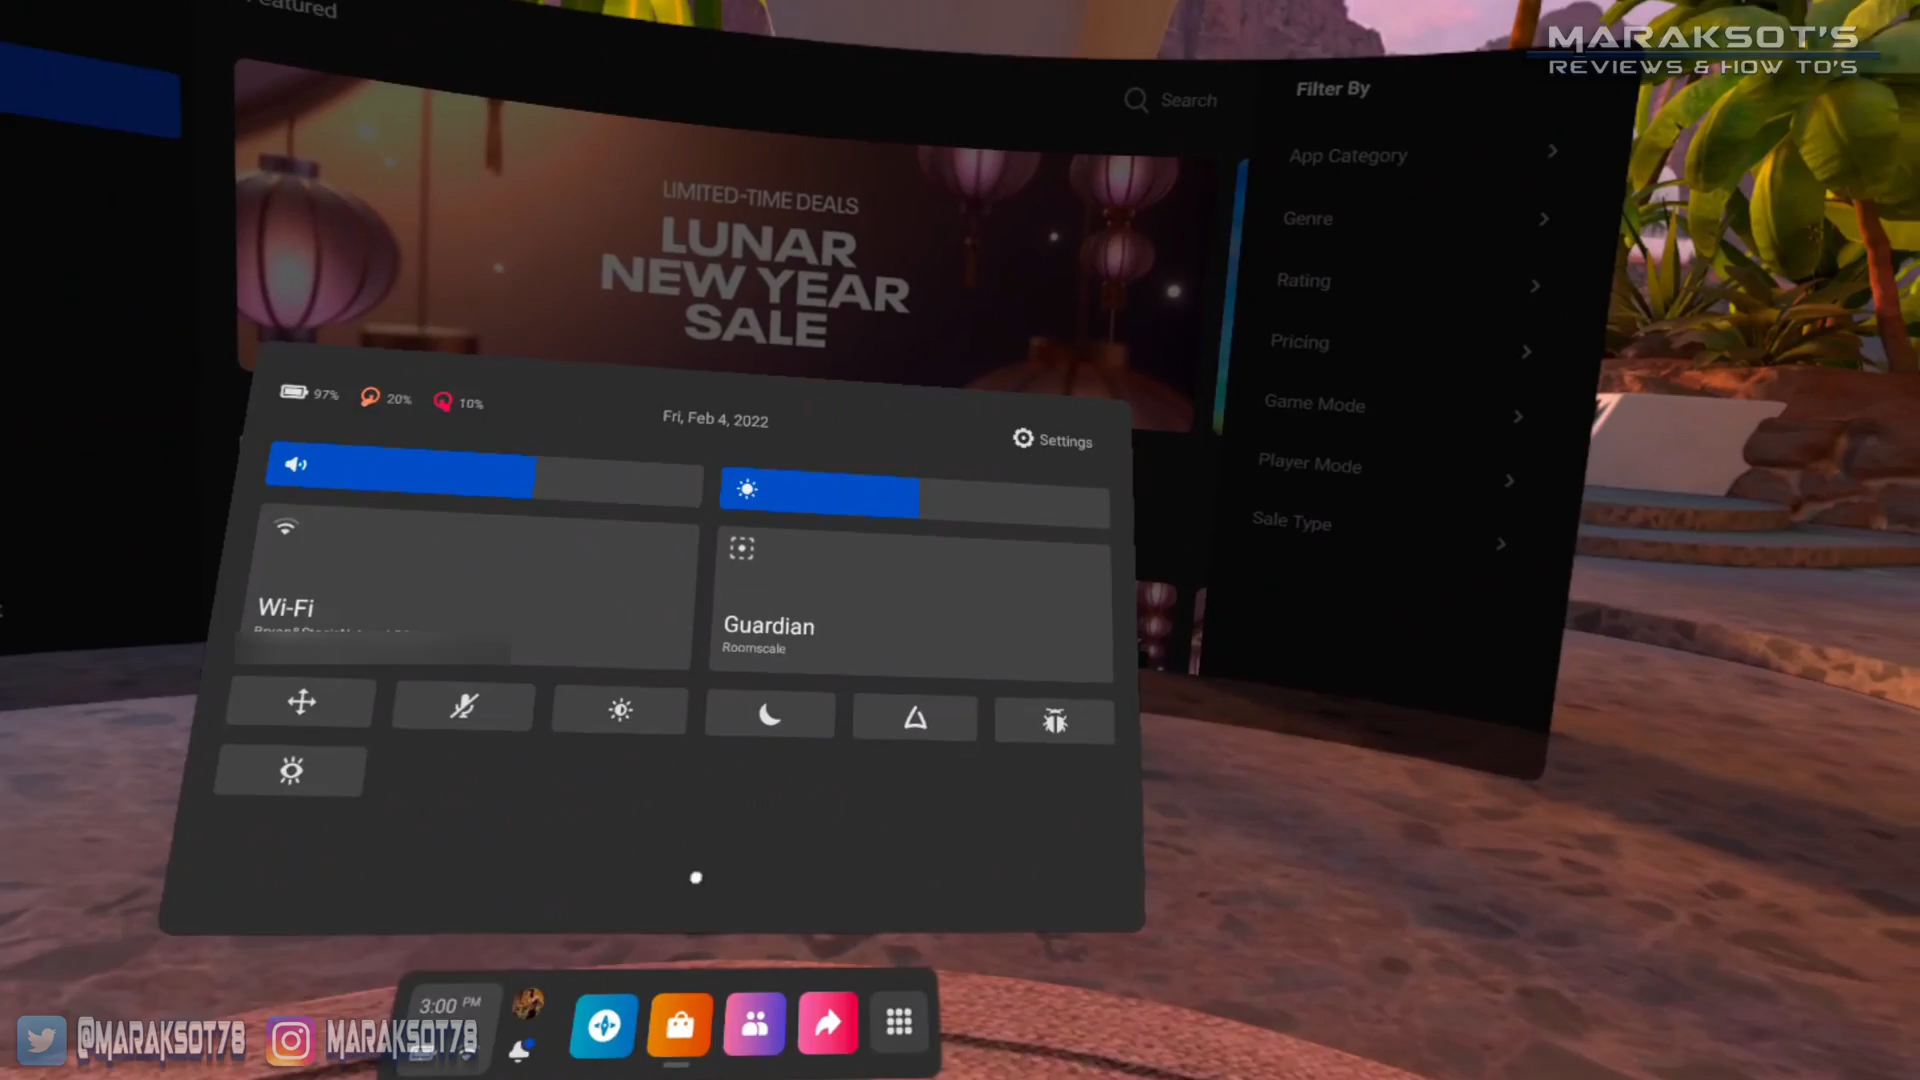 Featured
MARAKSOT'S
REVIEWS & HOW TO'S
Search
Filter By
App Category
Genre
Rating
Pricing
Game Mode
Player Mode
Sale Type
LIMITED-TIME DEALS
LUNAR
NEW YEAR
SALE
97%
20%
10%
Fri, Feb 4, 2022
Settings
Wi-Fi
Guardian
Roomscale
3:00 PM
@MARAKSOT78
MARAKSOT78